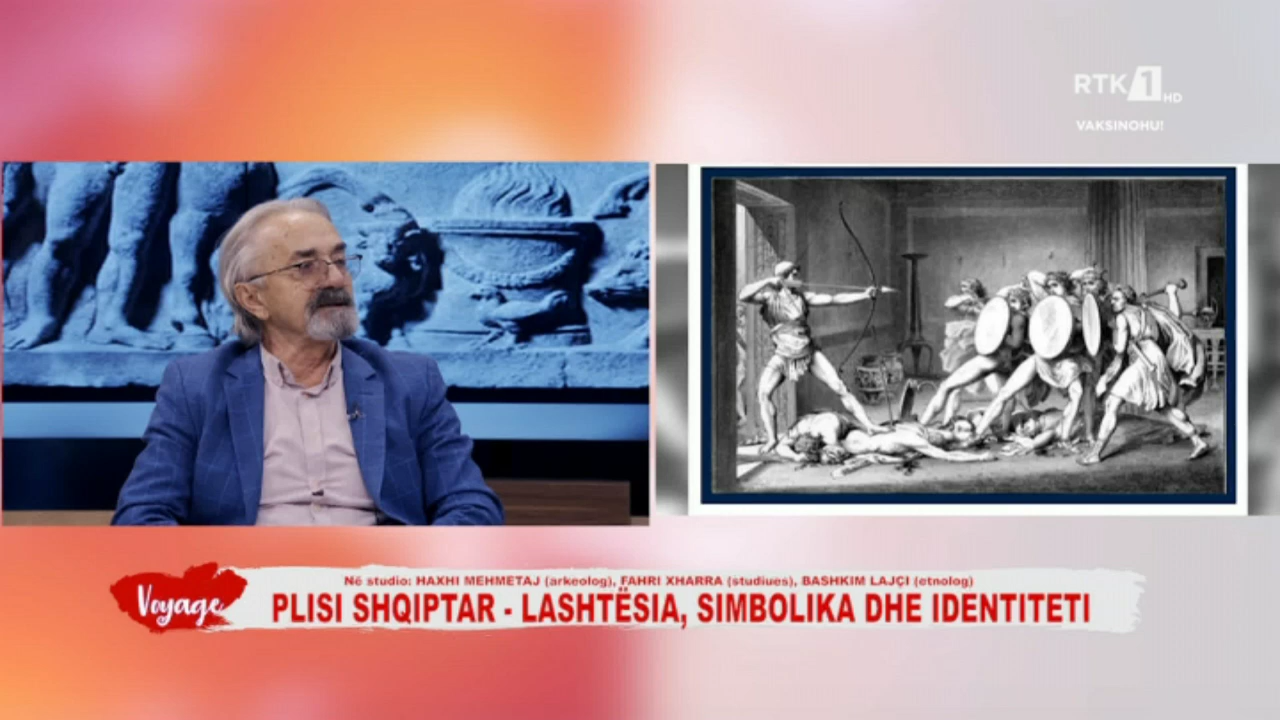 RTK 1 HD
VAKSINOHU!
Në studio: HAXHI MEHMETAJ (arkeolog), FAHRI XHARRA (studiues), BASHKIM LAJÇI (etnolog)
Voyage
PLISI SHQIPTAR - LASHTËSIA, SIMBOLIKA DHE IDENTITETI